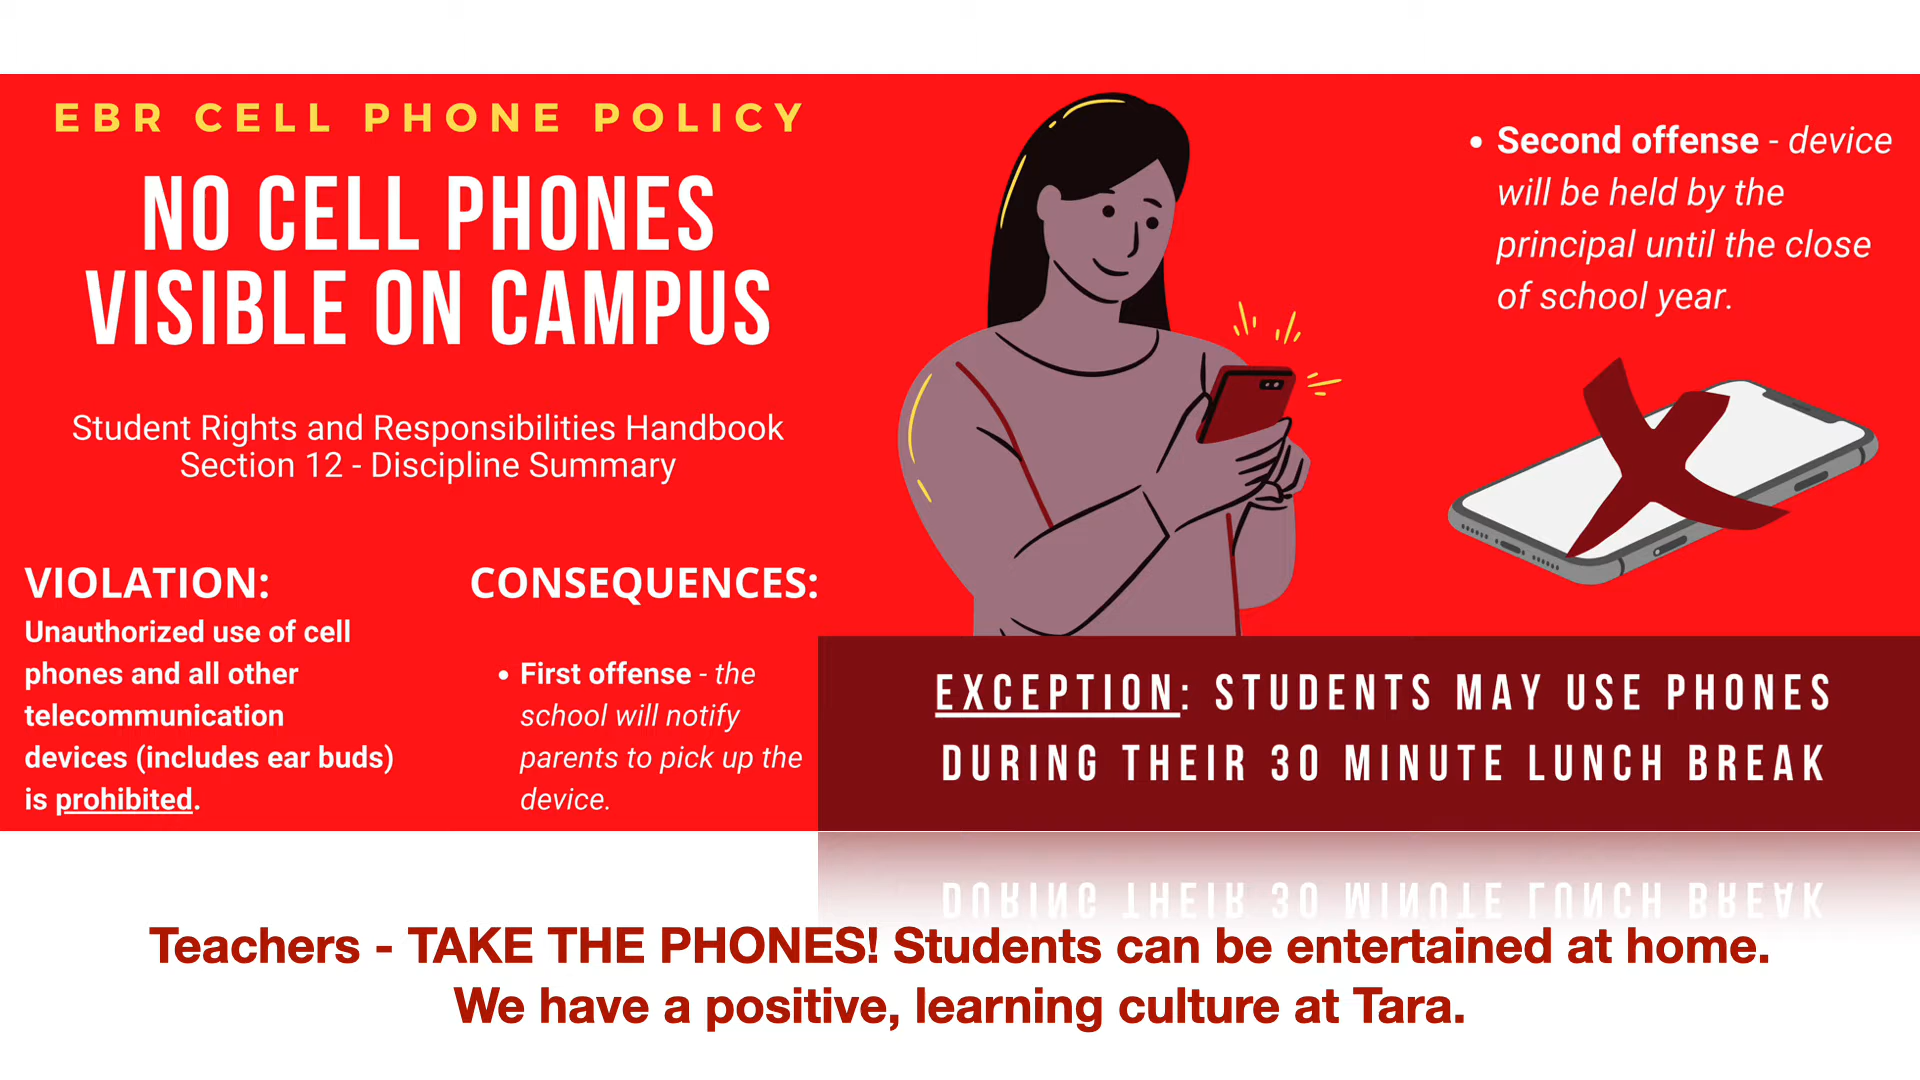 EBR CELL PHONE POLICY
NO CELL PHONES
VISIBLE ON CAMPUS
Student Rights and Responsibilities Handbook
Section 12 - Discipline Summary
VIOLATION:
Unauthorized use of cell
phones and all other
telecommunication
devices (includes ear buds)
is prohibited.
CONSEQUENCES:
• First offense - the
school will notify
parents to pick up the
device.
• Second offense - device
will be held by the
principal until the close
of school year.
EXCEPTION: STUDENTS MAY USE PHONES
DURING THEIR 30 MINUTE LUNCH BREAK
Teachers - TAKE THE PHONES! Students can be entertained at home.
We have a positive, learning culture at Tara.